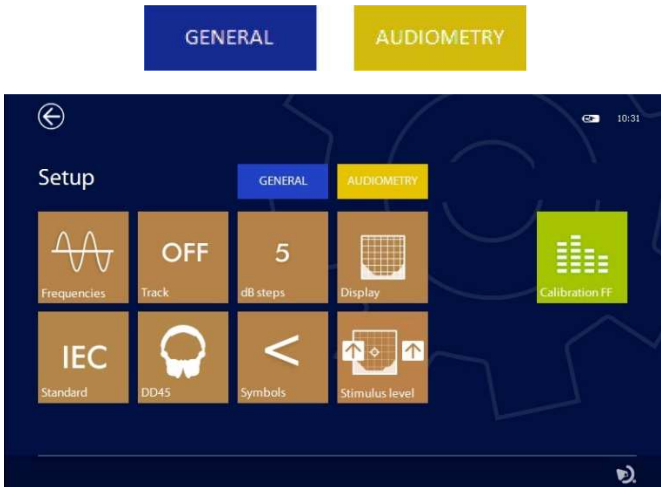 GENERAL AUDIOMETRY
10:31
Setup GENERAL AUDIOMETRY
OFF 5
Frequencies Track dB steps Display Calibration FF
IEC <
Standard DD45 Symbols Stimulus level